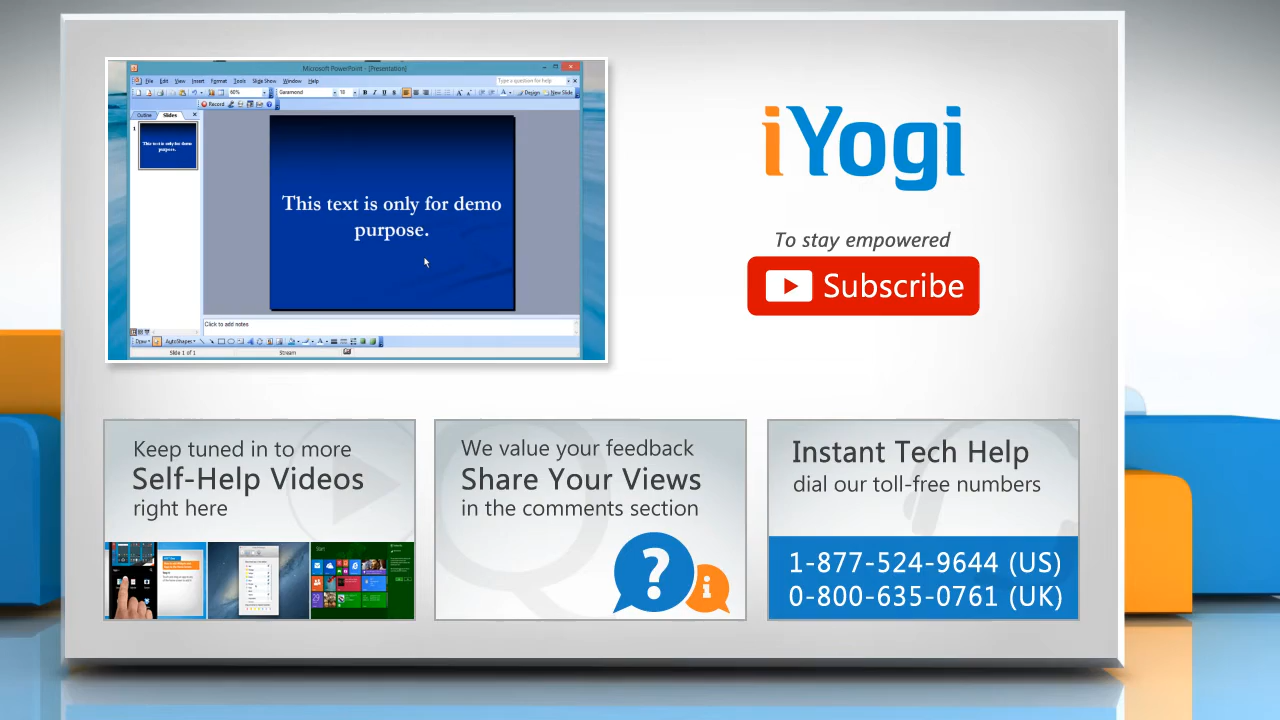 Microsoft PowerPoint - [Presentation]
File Edit View Insert Format Tools Slide Show Window Help
Type a question for help
60% Garamond 18 B I U S A Design New Slide
Record
Outline Slides
1
This text is only for demo
purpose.
This text is only for demo
purpose.
Click to add notes
Draw AutoShapes
Slide 1 of 1 Stream
iYogi
To stay empowered
Subscribe
Keep tuned in to more
Self-Help Videos
right here
Start
We value your feedback
Share Your Views
in the comments section
?
i
Instant Tech Help
dial our toll-free numbers
1-877-524-9644 (US)
0-800-635-0761 (UK)